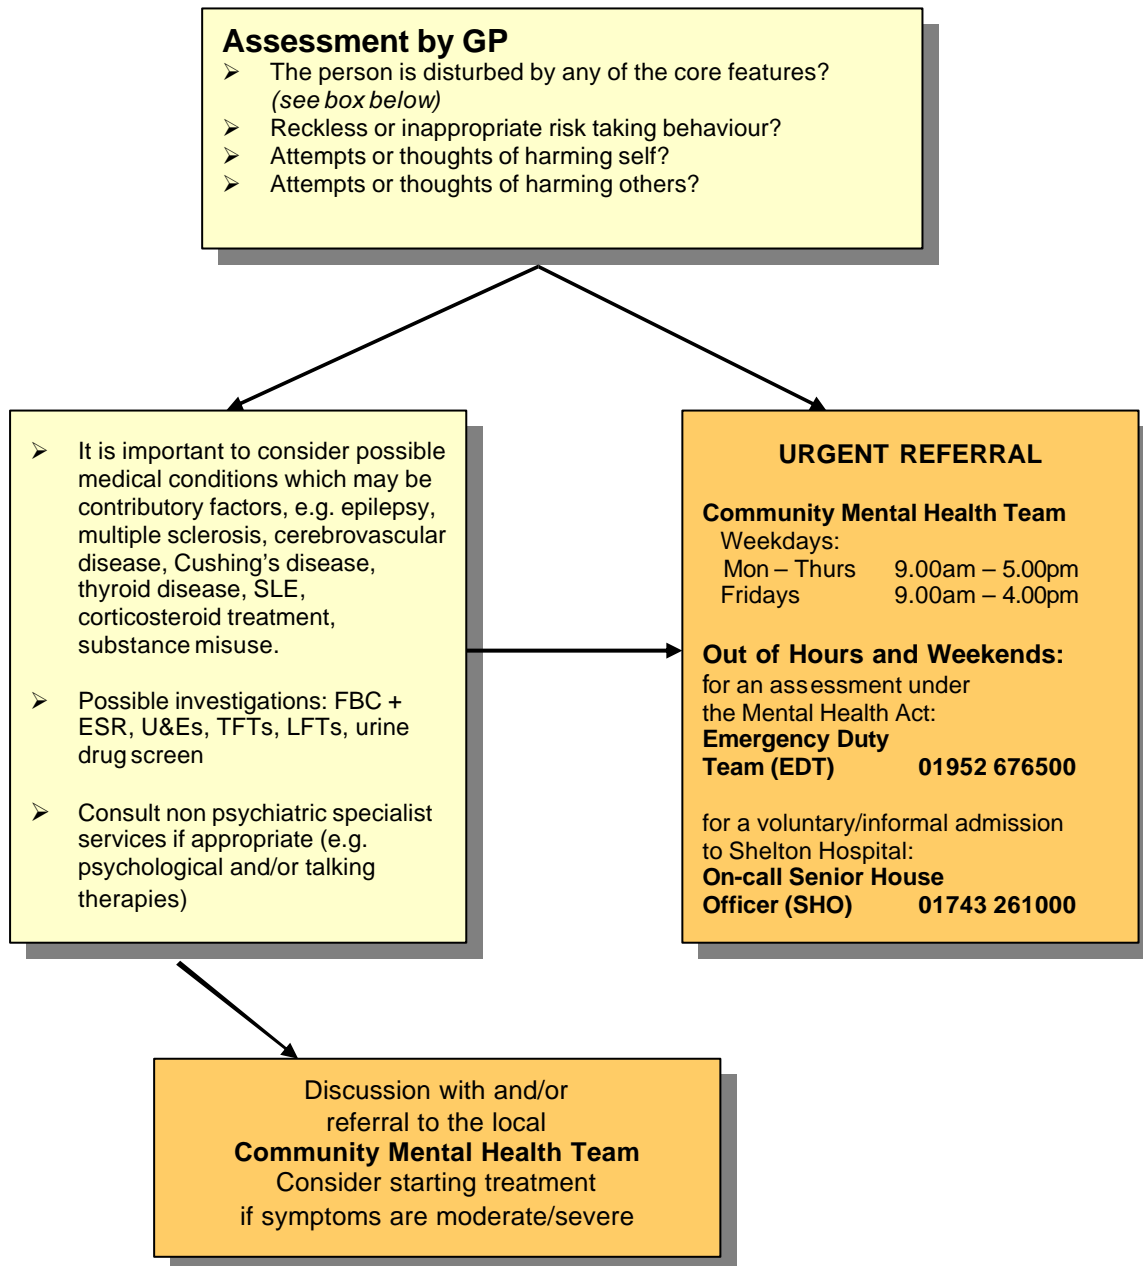 Assessment by GP
➢ The person is disturbed by any of the core features?
(see box below)
➢ Reckless or inappropriate risk taking behaviour?
➢ Attempts or thoughts of harming self?
➢ Attempts or thoughts of harming others?
➢ It is important to consider possible
medical conditions which may be
contributory factors, e.g. epilepsy,
multiple sclerosis, cerebrovascular
disease, Cushing's disease,
thyroid disease, SLE,
corticosteroid treatment,
substance misuse.
➢ Possible investigations: FBC +
ESR, U&Es, TFTs, LFTs, urine
drug screen
➢ Consult non psychiatric specialist
services if appropriate (e.g.
psychological and/or talking
therapies)
URGENT REFERRAL
Community Mental Health Team
Weekdays:
Mon – Thurs 9.00am – 5.00pm
Fridays 9.00am – 4.00pm
Out of Hours and Weekends:
for an assessment under
the Mental Health Act:
Emergency Duty
Team (EDT) 01952 676500
for a voluntary/informal admission
to Shelton Hospital:
On-call Senior House
Officer (SHO) 01743 261000
Discussion with and/or
referral to the local
Community Mental Health Team
Consider starting treatment
if symptoms are moderate/severe